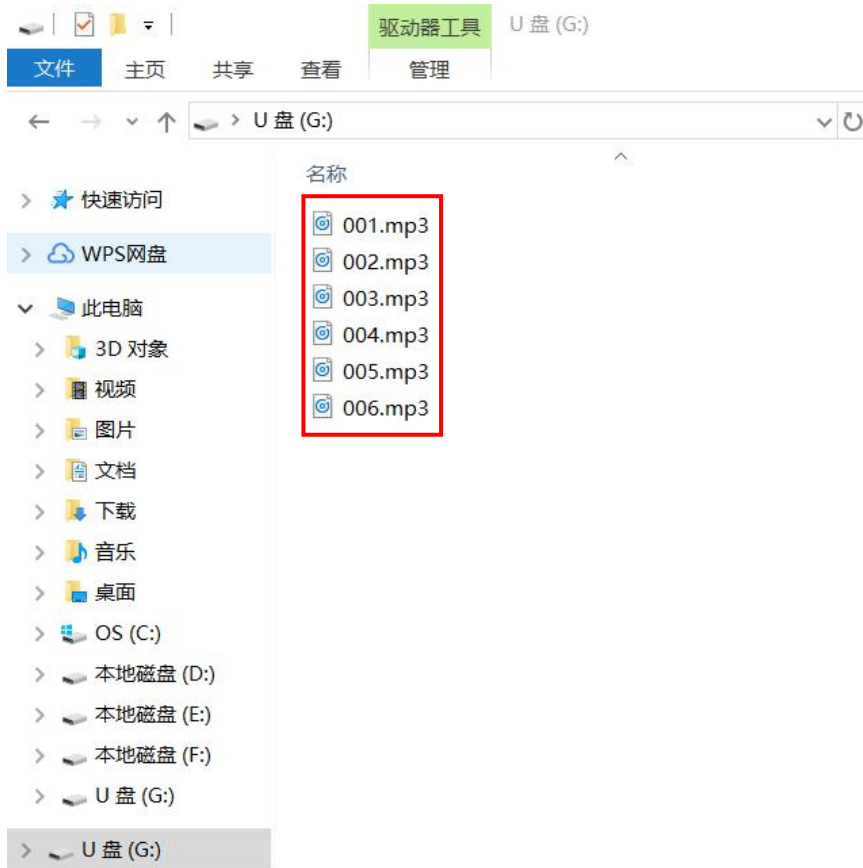 驱动器工具 U 盘 (G:)
文件 主页 共享 查看 管理
U 盘 (G:)
名称
快速访问
WPS网盘
此电脑
3D 对象
视频
图片
文档
下载
音乐
桌面
OS (C:)
本地磁盘 (D:)
本地磁盘 (E:)
本地磁盘 (F:)
U 盘 (G:)
U 盘 (G:)
001.mp3
002.mp3
003.mp3
004.mp3
005.mp3
006.mp3